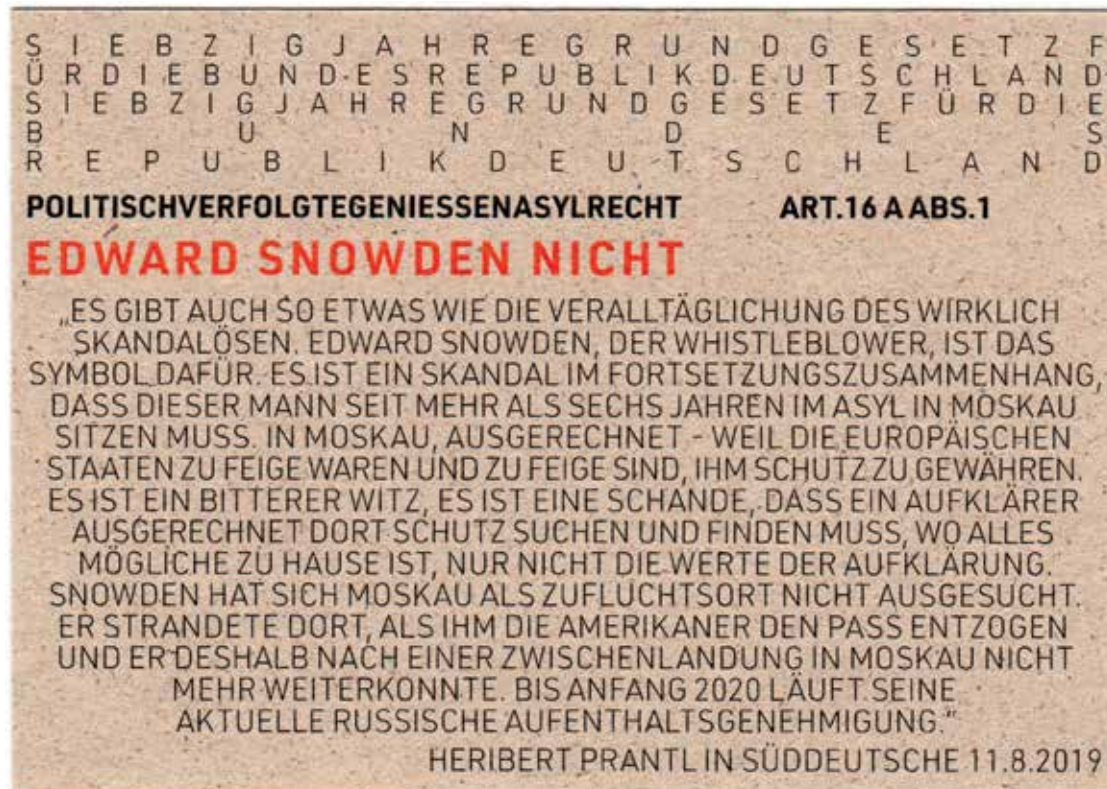 SIEBZIGJAHREGRUNDGESETZF
ÜRDIEBUNDESREPUBLIKDEUTSCHLAND
SIEBZIGJAHREGRUNDGESETZFÜRDIE
BUNDES
REPUBLIKDEUTSCHLAND
POLITISCHVERFOLGTEGENIESSENASYLRECHT ART.16 A ABS.1
EDWARD SNOWDEN NICHT
„ES GIBT AUCH SO ETWAS WIE DIE VERALLTÄGLICHUNG DES WIRKLICH
SKANDALÖSEN. EDWARD SNOWDEN, DER WHISTLEBLOWER, IST DAS
SYMBOL DAFÜR. ES IST EIN SKANDAL IM FORTSETZUNGSZUSAMMENHANG,
DASS DIESER MANN SEIT MEHR ALS SECHS JAHREN IM ASYL IN MOSKAU
SITZEN MUSS. IN MOSKAU, AUSGERECHNET - WEIL DIE EUROPÄISCHEN
STAATEN ZU FEIGE WAREN UND ZU FEIGE SIND, IHM SCHUTZ ZU GEWÄHREN.
ES IST EIN BITTERER WITZ, ES IST EINE SCHANDE, DASS EIN AUFKLÄRER
AUSGERECHNET DORT SCHUTZ SUCHEN UND FINDEN MUSS, WO ALLES
MÖGLICHE ZU HAUSE IST, NUR NICHT DIE WERTE DER AUFKLÄRUNG.
SNOWDEN HAT SICH MOSKAU ALS ZUFLUCHTSORT NICHT AUSGESUCHT.
ER STRANDETE DORT, ALS IHM DIE AMERIKANER DEN PASS ENTZOGEN
UND ER DESHALB NACH EINER ZWISCHENLANDUNG IN MOSKAU NICHT
MEHR WEITERKONNTE. BIS ANFANG 2020 LÄUFT SEINE
AKTUELLE RUSSISCHE AUFENTHALTSGENEHMIGUNG.“
HERIBERT PRANTL IN SÜDDEUTSCHE 11.8.2019